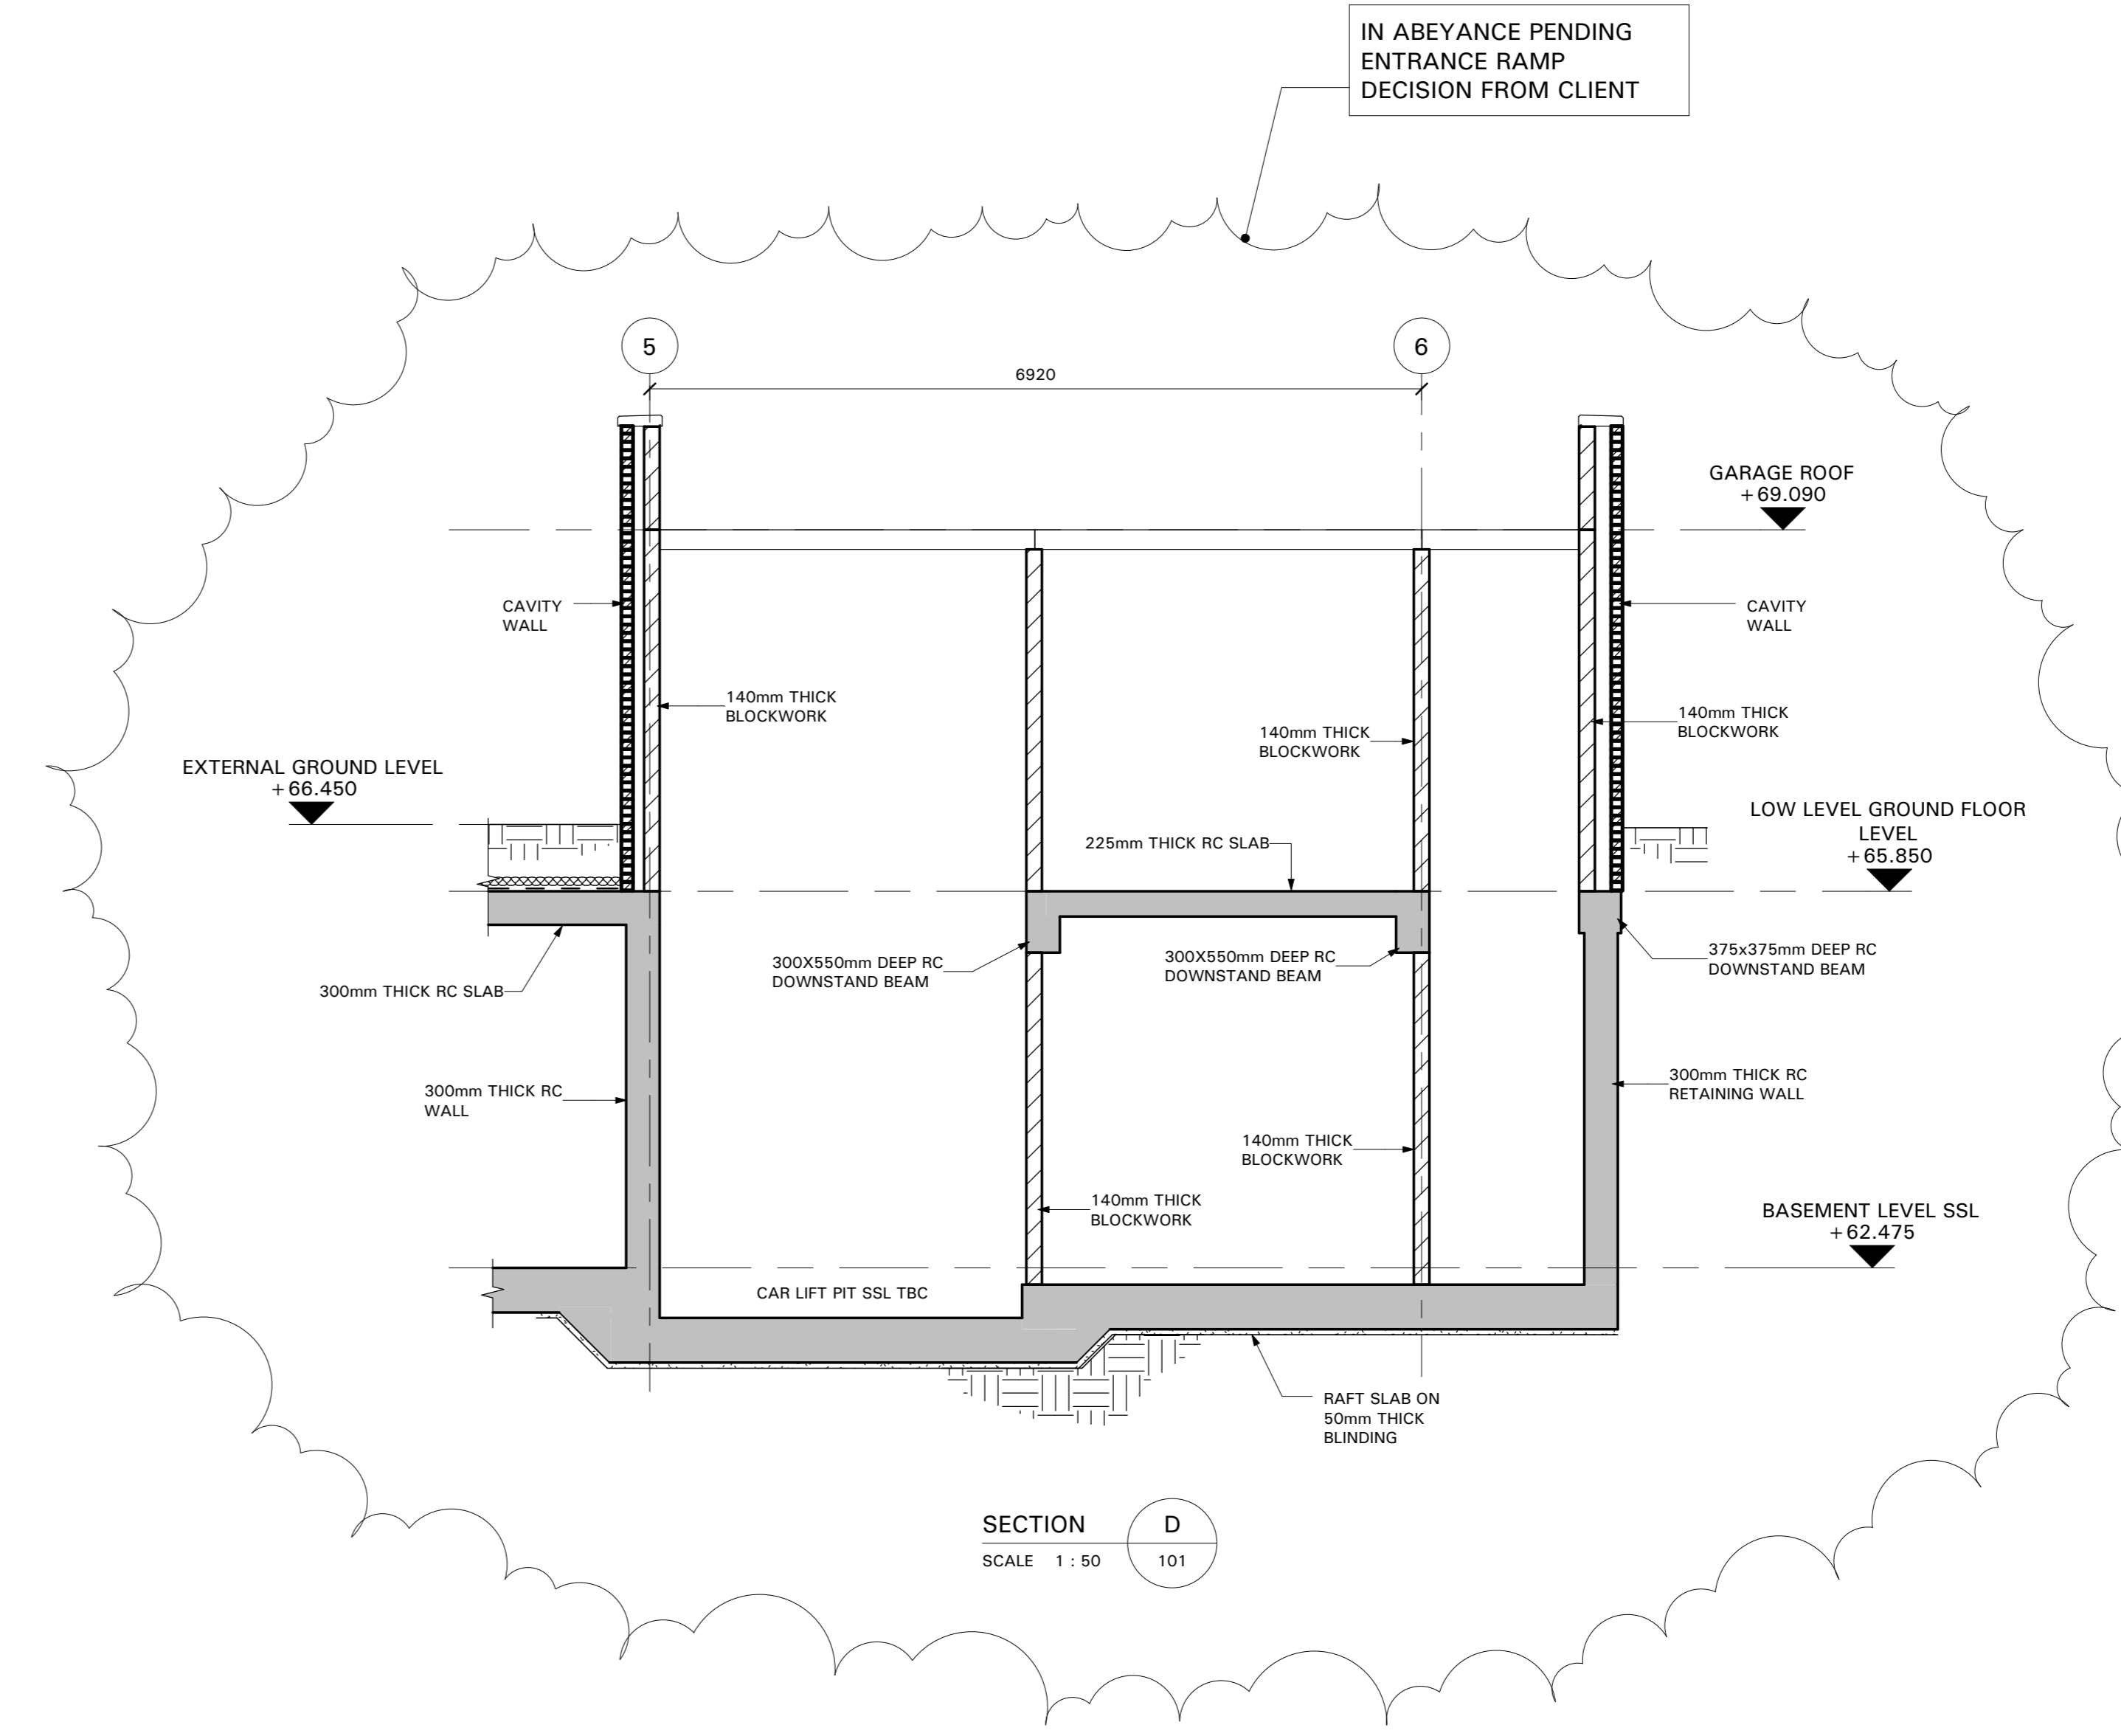 IN ABEYANCE PENDING
ENTRANCE RAMP
DECISION FROM CLIENT
5
6
6920
GARAGE ROOF
+69.090
CAVITY
WALL
CAVITY
WALL
140mm THICK
BLOCKWORK
140mm THICK
BLOCKWORK
140mm THICK
BLOCKWORK
EXTERNAL GROUND LEVEL
+66.450
LOW LEVEL GROUND FLOOR
LEVEL
+65.850
225mm THICK RC SLAB
300X550mm DEEP RC
DOWNSTAND BEAM
300X550mm DEEP RC
DOWNSTAND BEAM
375x375mm DEEP RC
DOWNSTAND BEAM
300mm THICK RC SLAB
300mm THICK RC
WALL
300mm THICK RC
RETAINING WALL
140mm THICK
BLOCKWORK
140mm THICK
BLOCKWORK
BASEMENT LEVEL SSL
+62.475
CAR LIFT PIT SSL TBC
RAFT SLAB ON
50mm THICK
BLINDING
SECTION D
SCALE 1 : 50 101